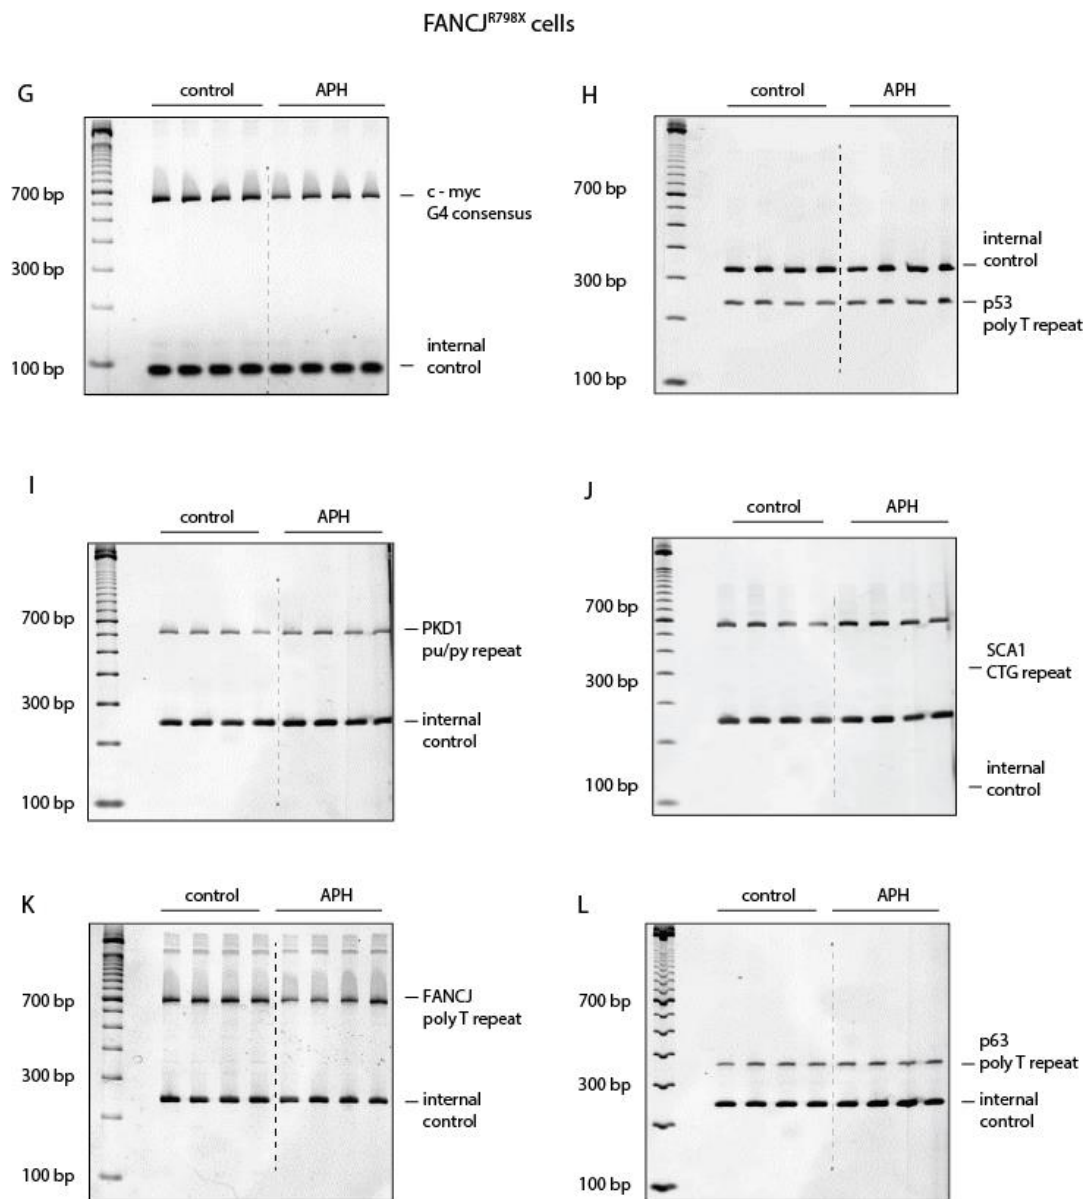 FANCJR798X cells
G
control APH
700 bp
300 bp
100 bp
c - myc
G4 consensus
internal
control
H
control APH
700 bp
300 bp
100 bp
internal
control
p53
poly T repeat
I
control APH
700 bp
300 bp
100 bp
PKD1
pu/py repeat
internal
control
J
control APH
700 bp
300 bp
100 bp
SCA1
CTG repeat
internal
control
K
control APH
700 bp
300 bp
100 bp
FANCJ
poly T repeat
internal
control
L
control APH
700 bp
300 bp
100 bp
p63
poly T repeat
internal
control